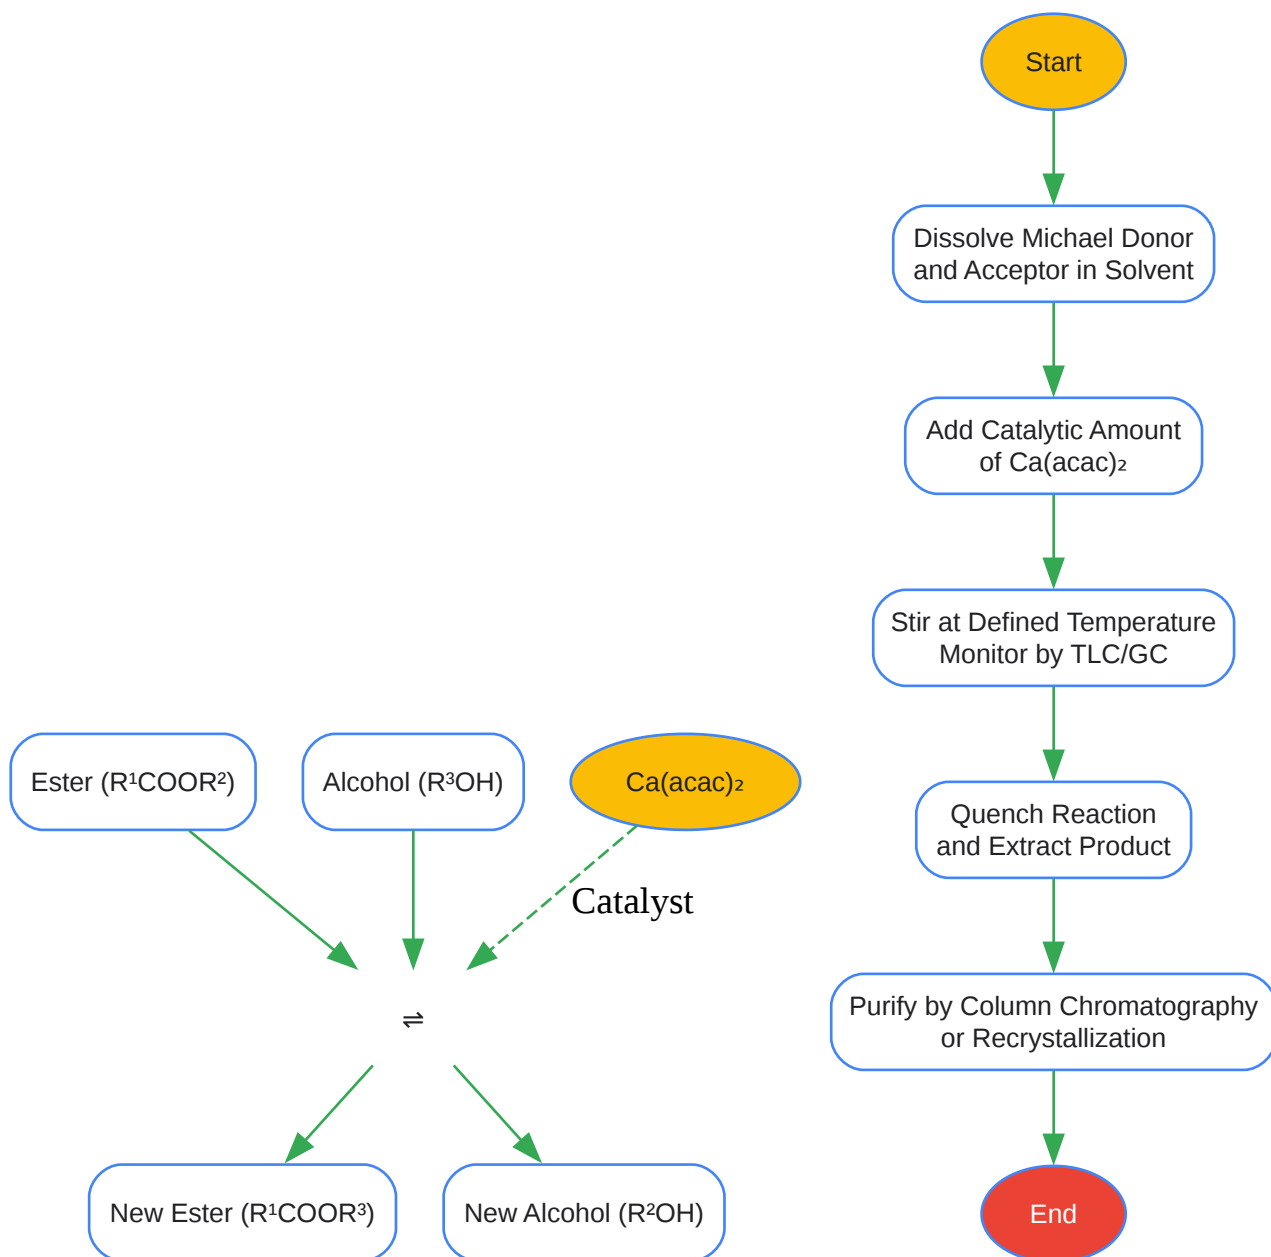 Start
Dissolve Michael Donor
and Acceptor in Solvent
Add Catalytic Amount
of Ca(acac)₂
Stir at Defined Temperature
Monitor by TLC/GC
Ester (R¹COOR²)
Alcohol (R³OH)
Ca(acac)₂
Quench Reaction
and Extract Product
Catalyst
⇌
Purify by Column Chromatography
or Recrystallization
New Ester (R¹COOR³)
New Alcohol (R²OH)
End